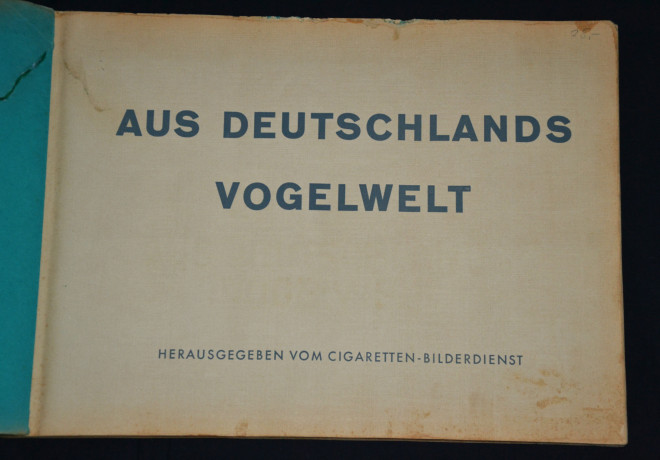 AUS DEUTSCHLANDS
VOGELWELT
HERAUSGEGEBEN VOM CIGARETTEN-BILDERDIENST